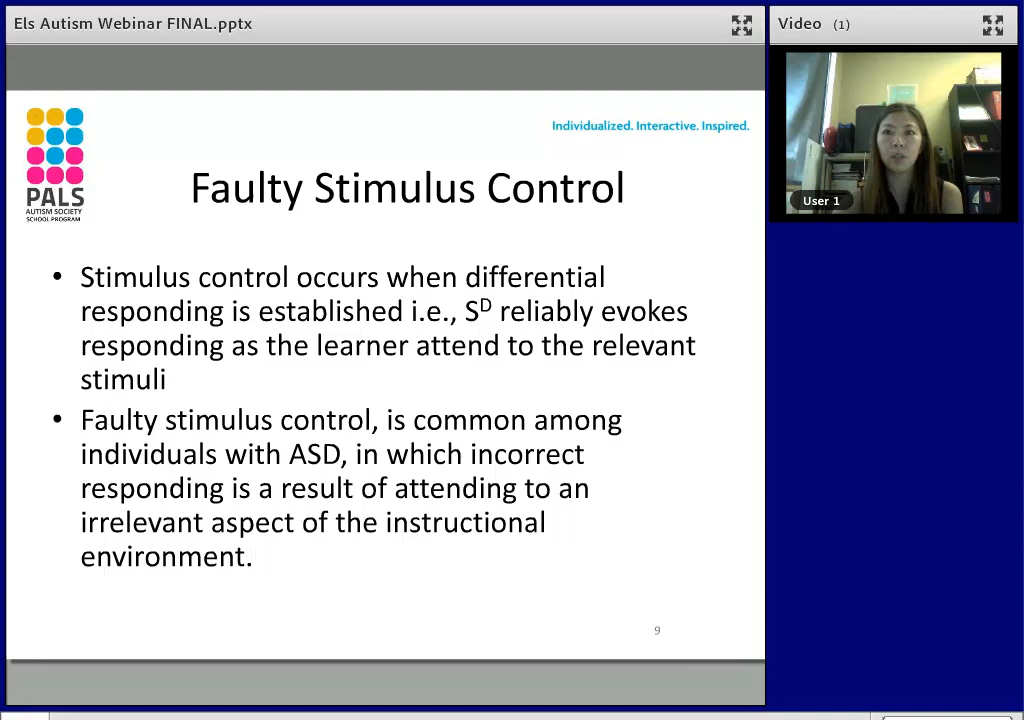 Els Autism Webinar FINAL.pptx
Video (1)
Individualized. Interactive. Inspired.
PALS
AUTISM SOCIETY
SCHOOL PROGRAM
Faulty Stimulus Control
User 1
• Stimulus control occurs when differential
responding is established i.e., Sᴰ reliably evokes
responding as the learner attend to the relevant
stimuli
• Faulty stimulus control, is common among
individuals with ASD, in which incorrect
responding is a result of attending to an
irrelevant aspect of the instructional
environment.
9